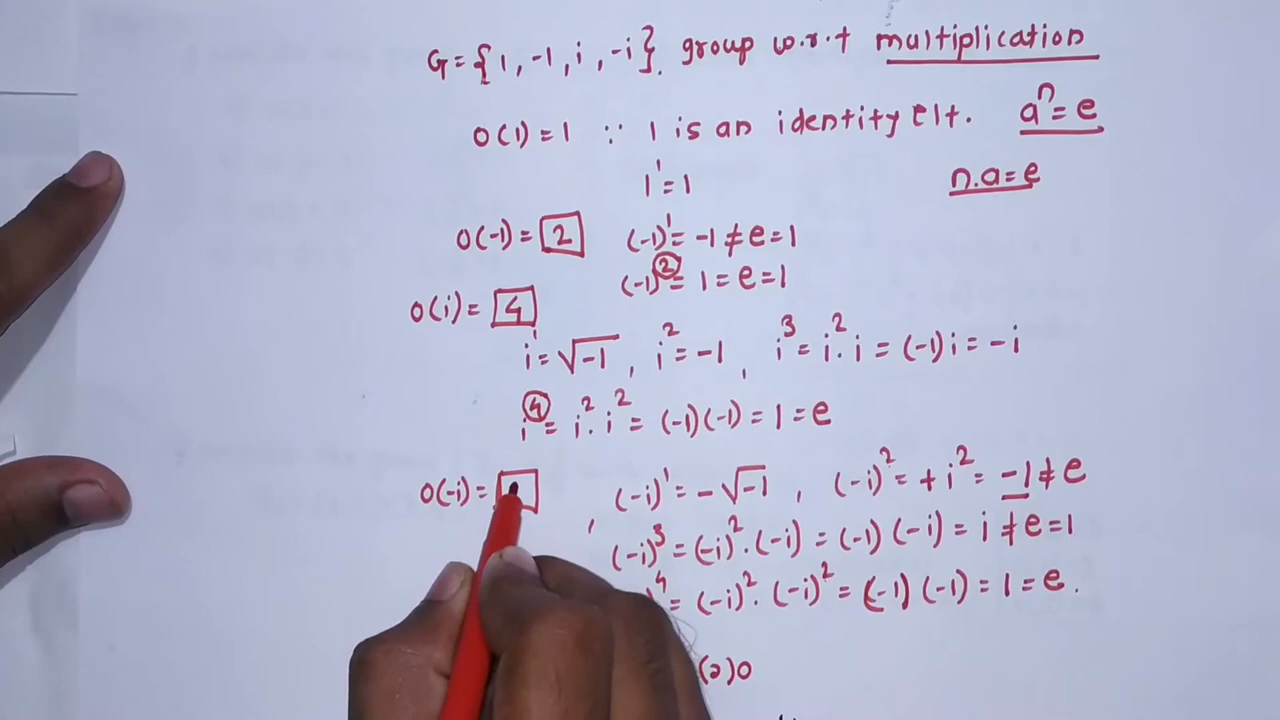 G = {1, -1, i, -i}. group w.r.t multiplication
O(1) = 1 ∵ 1 is an identity elt. aⁿ = e
1¹ = 1 n.a = e
O(-1) = 2 (-1)¹ = -1 ≠ e = 1
(-1)² = 1 = e = 1
O(i) = 4
i¹ = √-1, i² = -1, i³ = i². i = (-1) i = -i
i⁴ = i². i² = (-1) (-1) = 1 = e
O(-i) = (-i)¹ = -√-1, (-i)² = + i² = -1 ≠ e
, (-i)³ = (-i)². (-i) = (-1) (-i) = i ≠ e = 1
⁴ = (-i)². (-i)² = (-1) (-1) = 1 = e.